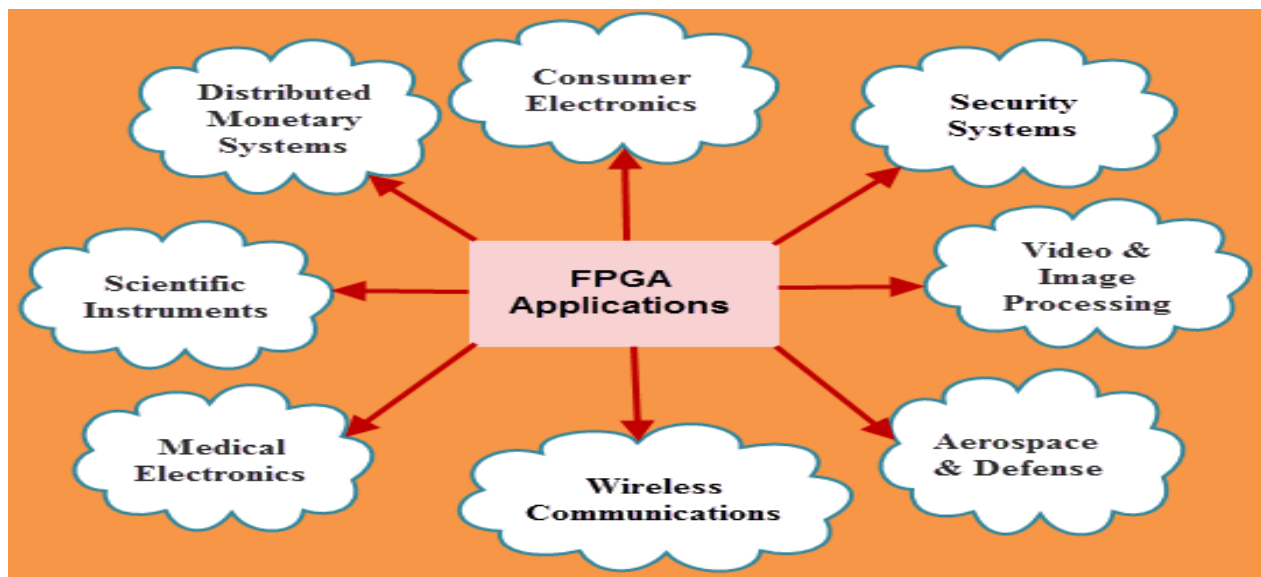 Distributed
Monetary
Systems
Consumer
Electronics
Security
Systems
Scientific
Instruments
FPGA
Applications
Video &
Image
Processing
Medical
Electronics
Wireless
Communications
Aerospace
& Defense